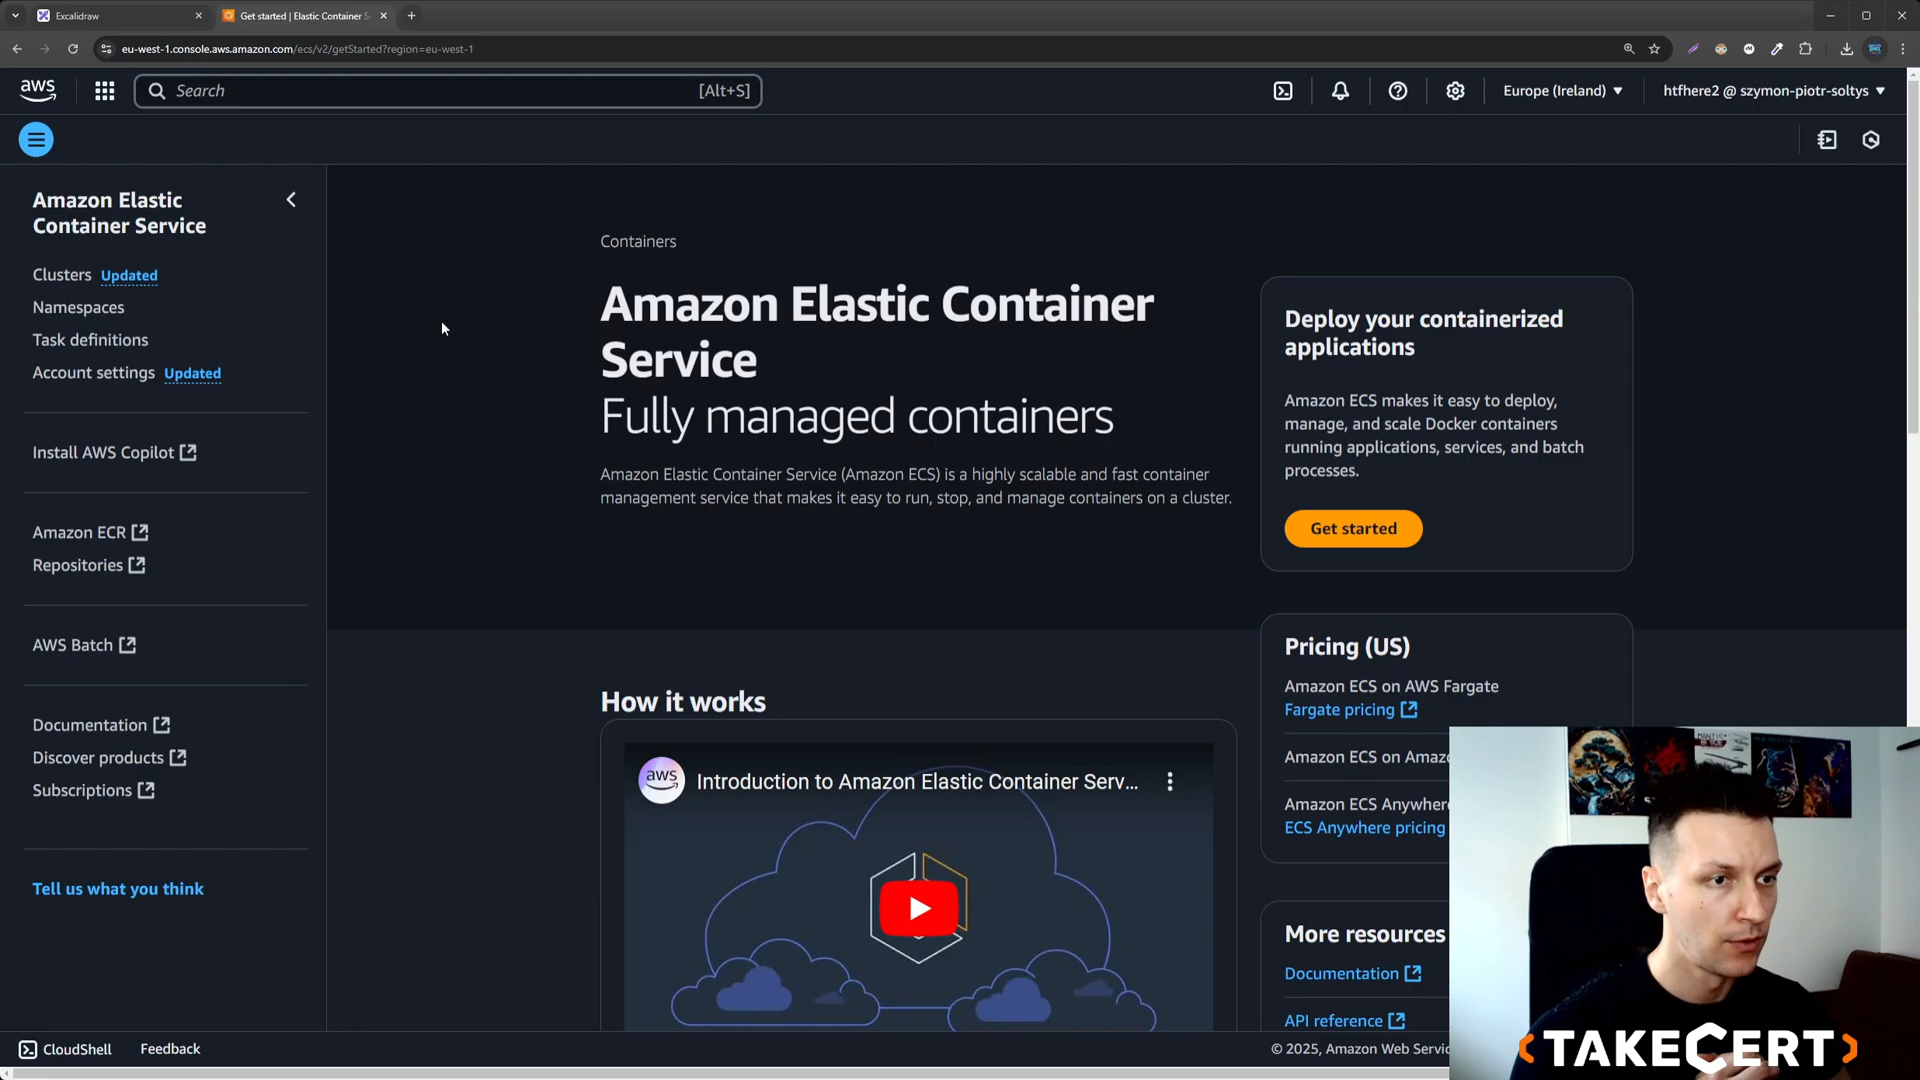 Excalidraw
Get started | Elastic Container S
eu-west-1.console.aws.amazon.com/ecs/v2/getStarted?region=eu-west-1
aws
Search
[Alt+S]
Europe (Ireland)
htfhere2 @ szymon-piotr-soltys
Amazon Elastic
Container Service
Clusters Updated
Namespaces
Task definitions
Account settings Updated
Install AWS Copilot
Amazon ECR
Repositories
AWS Batch
Documentation
Discover products
Subscriptions
Tell us what you think
Containers
Amazon Elastic Container
Service
Fully managed containers
Amazon Elastic Container Service (Amazon ECS) is a highly scalable and fast container
management service that makes it easy to run, stop, and manage containers on a cluster.
Deploy your containerized
applications
Amazon ECS makes it easy to deploy,
manage, and scale Docker containers
running applications, services, and batch
processes.
Get started
Pricing (US)
Amazon ECS on AWS Fargate
Fargate pricing
Amazon ECS on Amaz
Amazon ECS Anywhere
ECS Anywhere pricing
How it works
aws
Introduction to Amazon Elastic Container Serv...
More resources
Documentation
API reference
CloudShell
Feedback
© 2025, Amazon Web Servic
TAKECERT